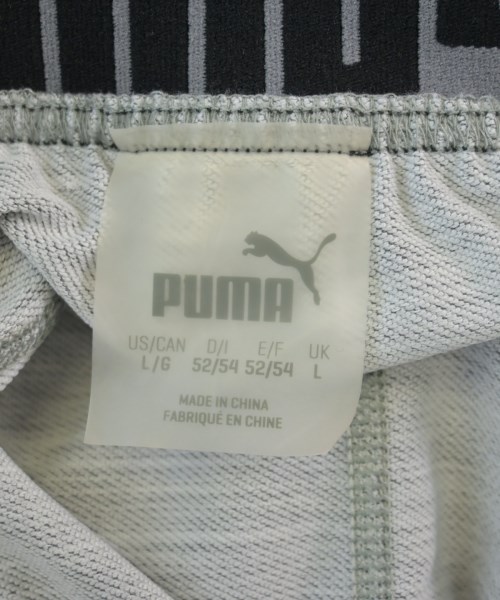 PUMA
US/CAN D/I E/F UK
L/G 52/54 52/54 L
MADE IN CHINA
FABRIQUÉ EN CHINE